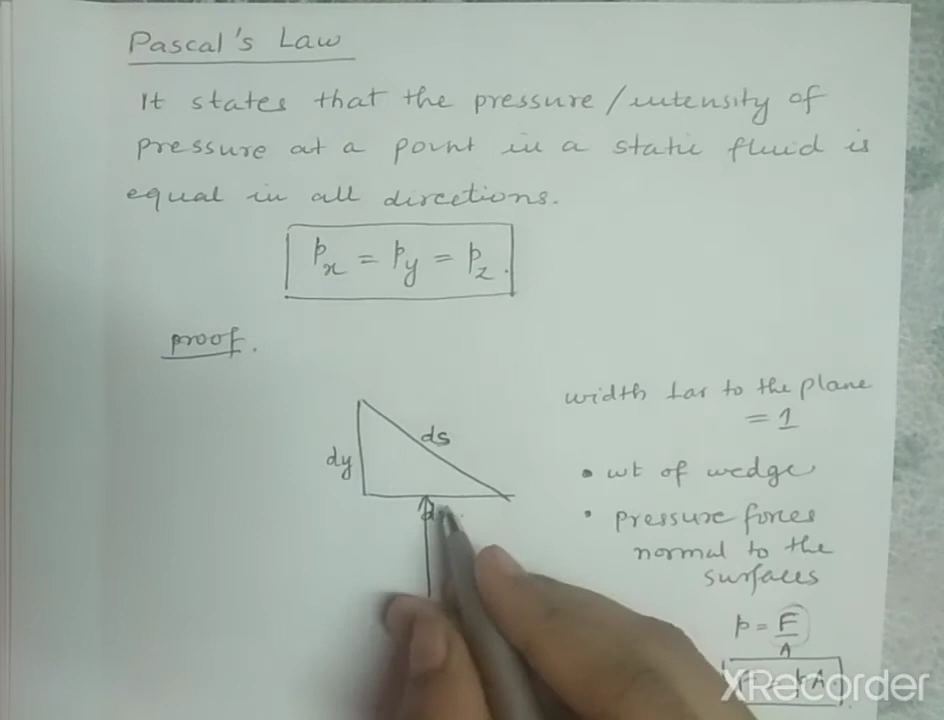 Pascal's Law
It states that the pressure / intensity of
pressure at a point in a static fluid is
equal in all directions.
px = py = pz.
proof.
width ⊥ar to the plane
= 1
dy
ds
• wt of wedge
• pressure forces
normal to the
surfaces
p = F/A
XRecorder